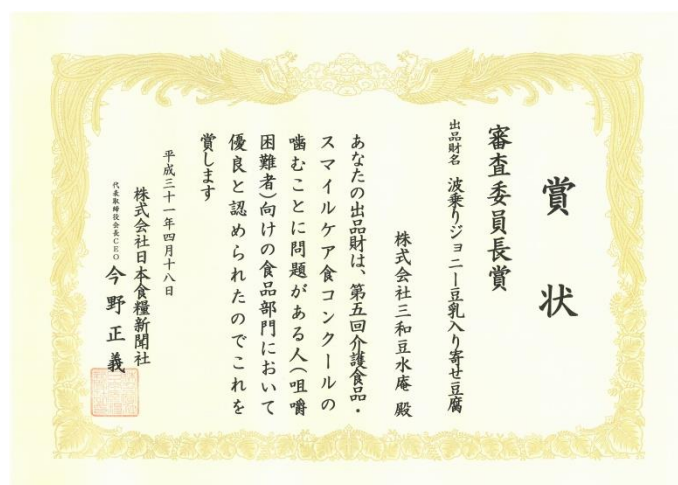 賞状
審査委員長賞
出品財名 波乗りジョニー豆乳入り寄せ豆腐
株式会社三和豆水庵 殿
あなたの出品財は、第五回介護食品・
スマイルケア食コンクールの
噛むことに問題がある人(咀嚼
困難者)向けの食品部門において
優良と認められたのでこれを
賞します
平成三十一年四月十八日
株式会社日本食糧新聞社
代表取締役会長CEO 今野正義